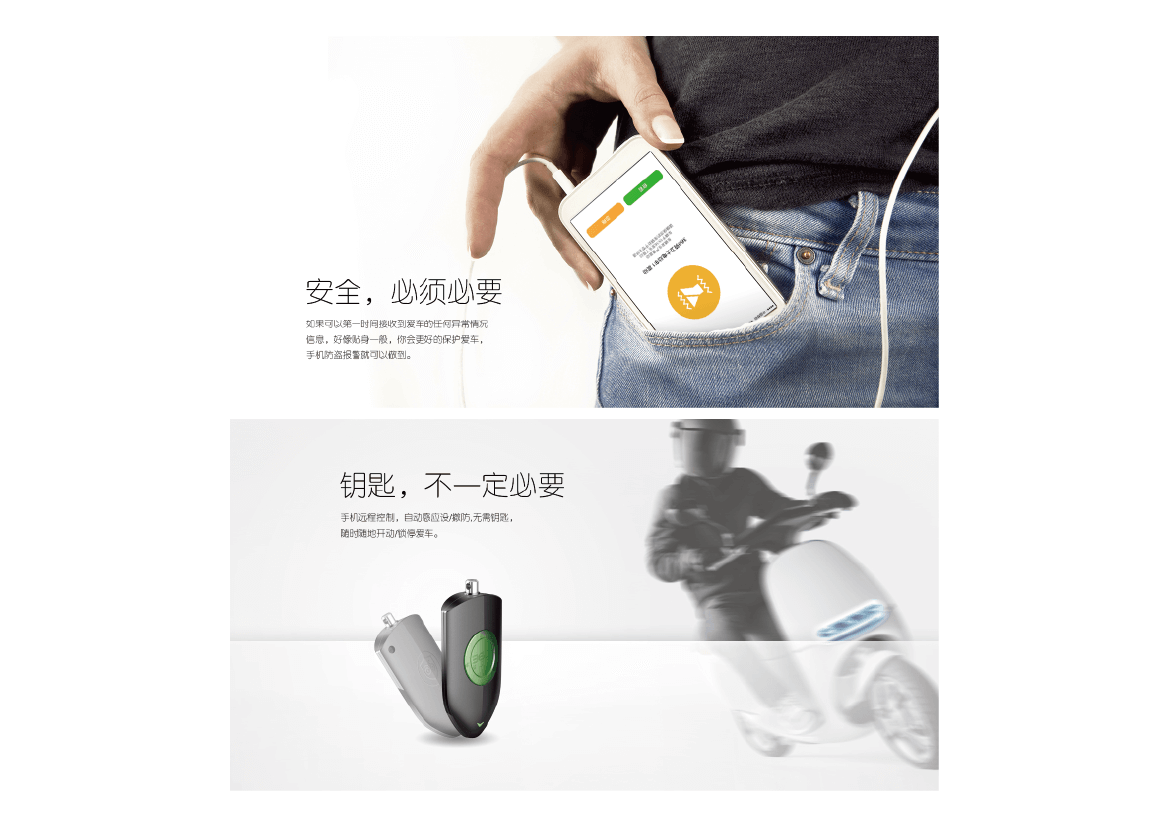 安全，必须必要
如果可以第一时间接收到爱车的任何异常情况
信息，好像贴身一般，你会更好的保护爱车，
手机防盗报警就可以做到。
钥匙，不一定必要
手机远程控制，自动感应设/撤防,无需钥匙，
随时随地开动/锁停爱车。